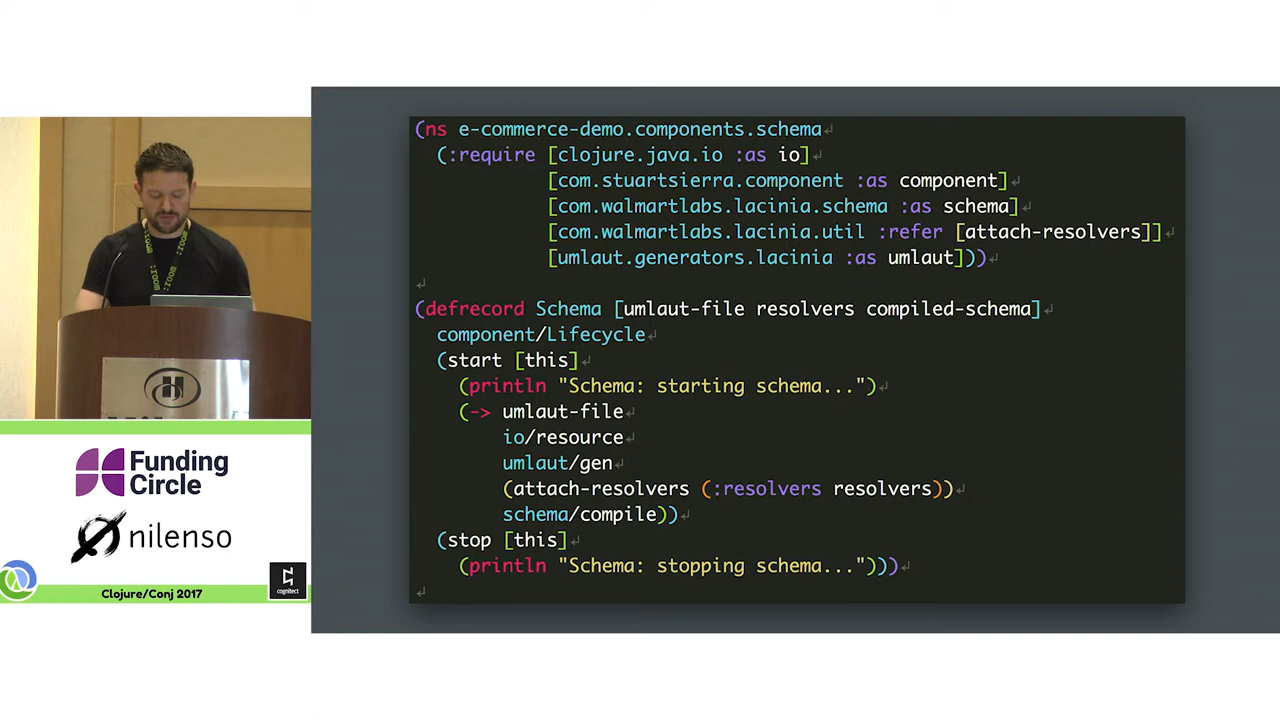 (ns e-commerce-demo.components.schema
(:require [clojure.java.io :as io]
[com.stuartsierra.component :as component]
[com.walmartlabs.lacinia.schema :as schema]
[com.walmartlabs.lacinia.util :refer [attach-resolvers]]
[umlaut.generators.lacinia :as umlaut]))
(defrecord Schema [umlaut-file resolvers compiled-schema]
component/Lifecycle
(start [this]
(println "Schema: starting schema...")
(-> umlaut-file
io/resource
umlaut/gen
(attach-resolvers (:resolvers resolvers))
schema/compile))
(stop [this]
(println "Schema: stopping schema...")))
:room
Funding
Circle
nilenso
cognitect
Clojure/Conj 2017